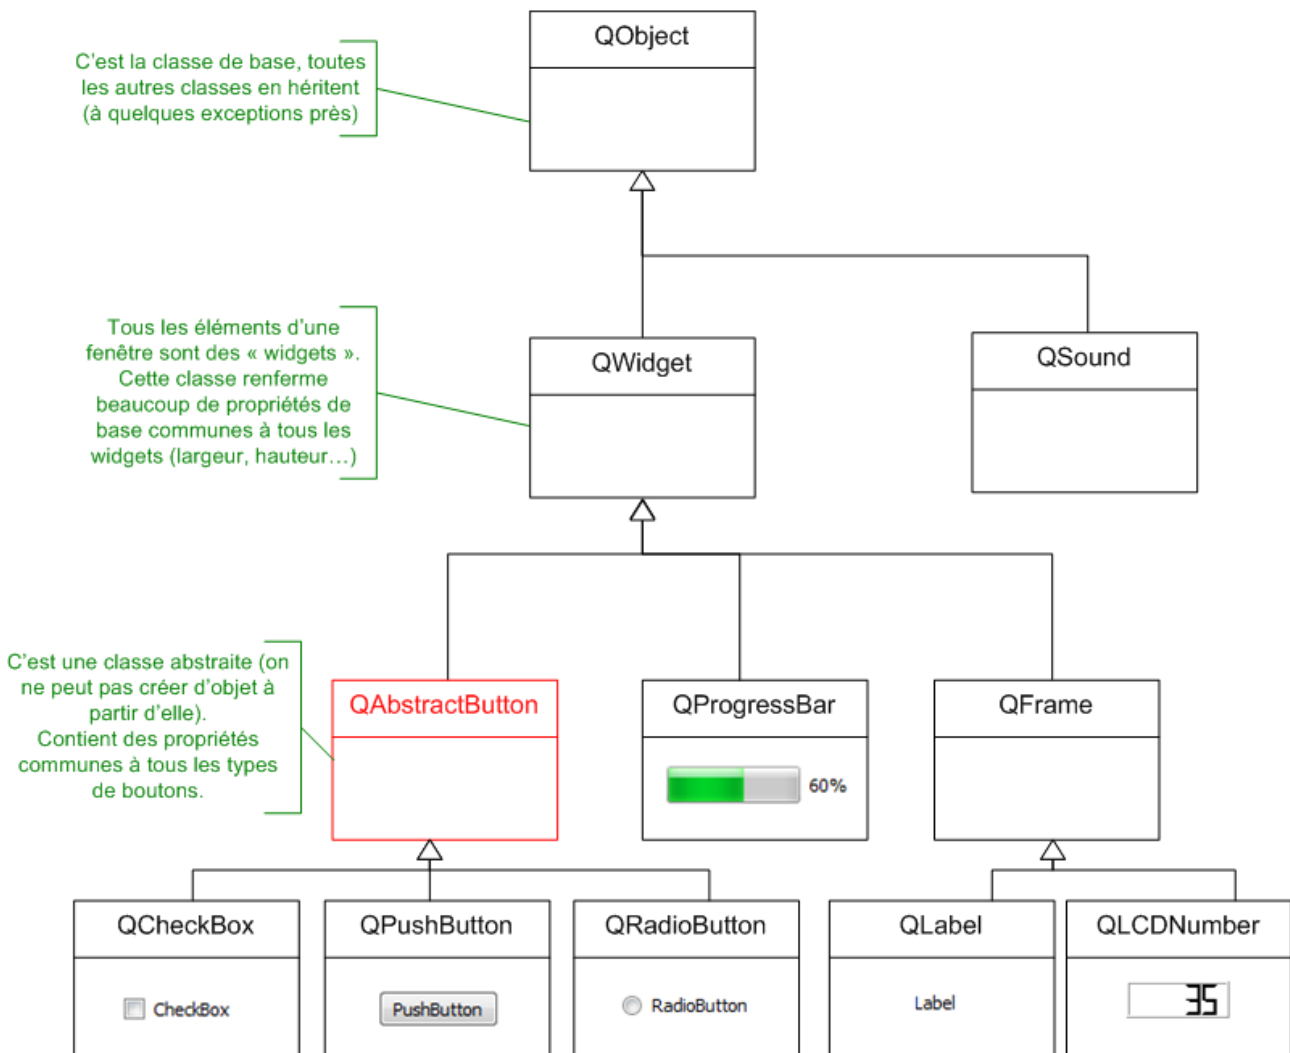 QObject
C'est la classe de base, toutes
les autres classes en héritent
(à quelques exceptions près)
Tous les éléments d'une
fenêtre sont des « widgets ».
Cette classe renferme
beaucoup de propriétés de
base communes à tous les
widgets (largeur, hauteur…)
QWidget
QSound
C'est une classe abstraite (on
ne peut pas créer d'objet à
partir d'elle).
Contient des propriétés
communes à tous les types
de boutons.
QAbstractButton
QProgressBar
60%
QFrame
QCheckBox
CheckBox
QPushButton
PushButton
QRadioButton
RadioButton
QLabel
Label
QLCDNumber
35